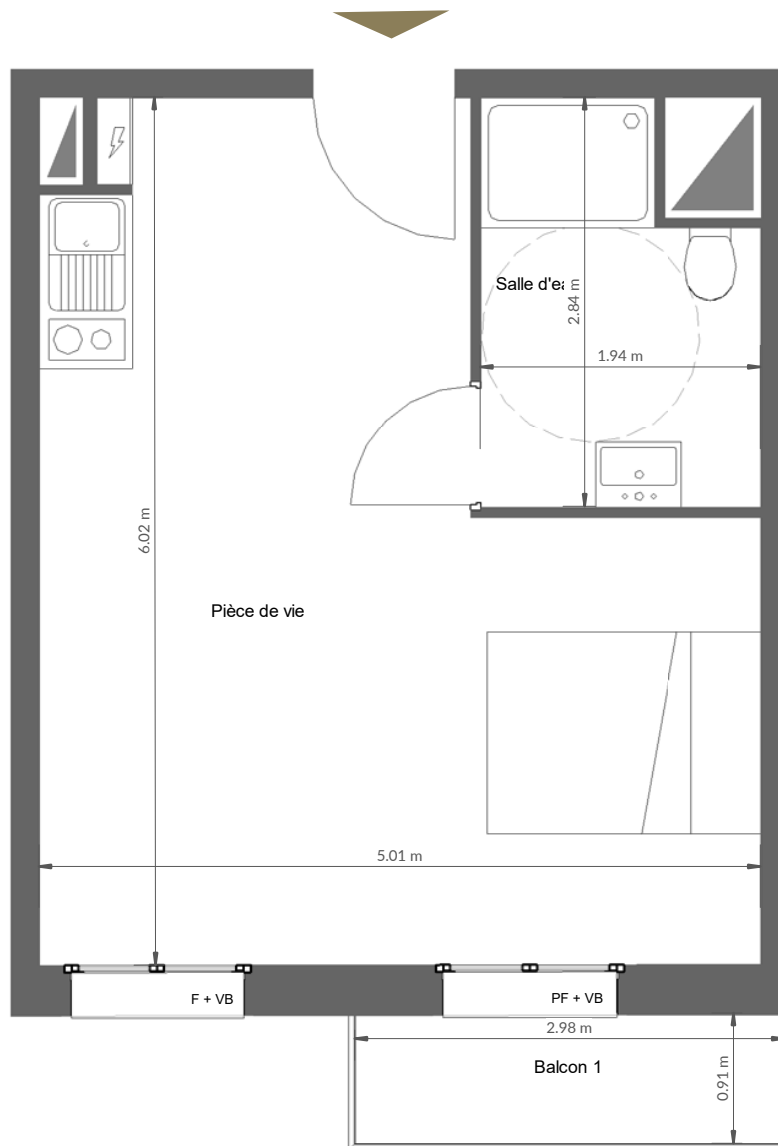 Salle d'ea
2.84 m
1.94 m
6.02 m
Pièce de vie
5.01 m
F + VB
PF + VB
2.98 m
Balcon 1
0.91 m